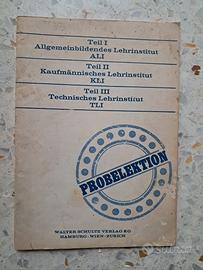 Teil I
Allgemeinbildendes Lehrinstitut
ALI
Teil II
Kaufmännisches Lehrinstitut
KLI
Teil III
Technisches Lehrinstitut
TLI
PROBELEKTION
WALTER SCHULTZ VERLAG KG
HAMBURG · WIEN · ZÜRICH